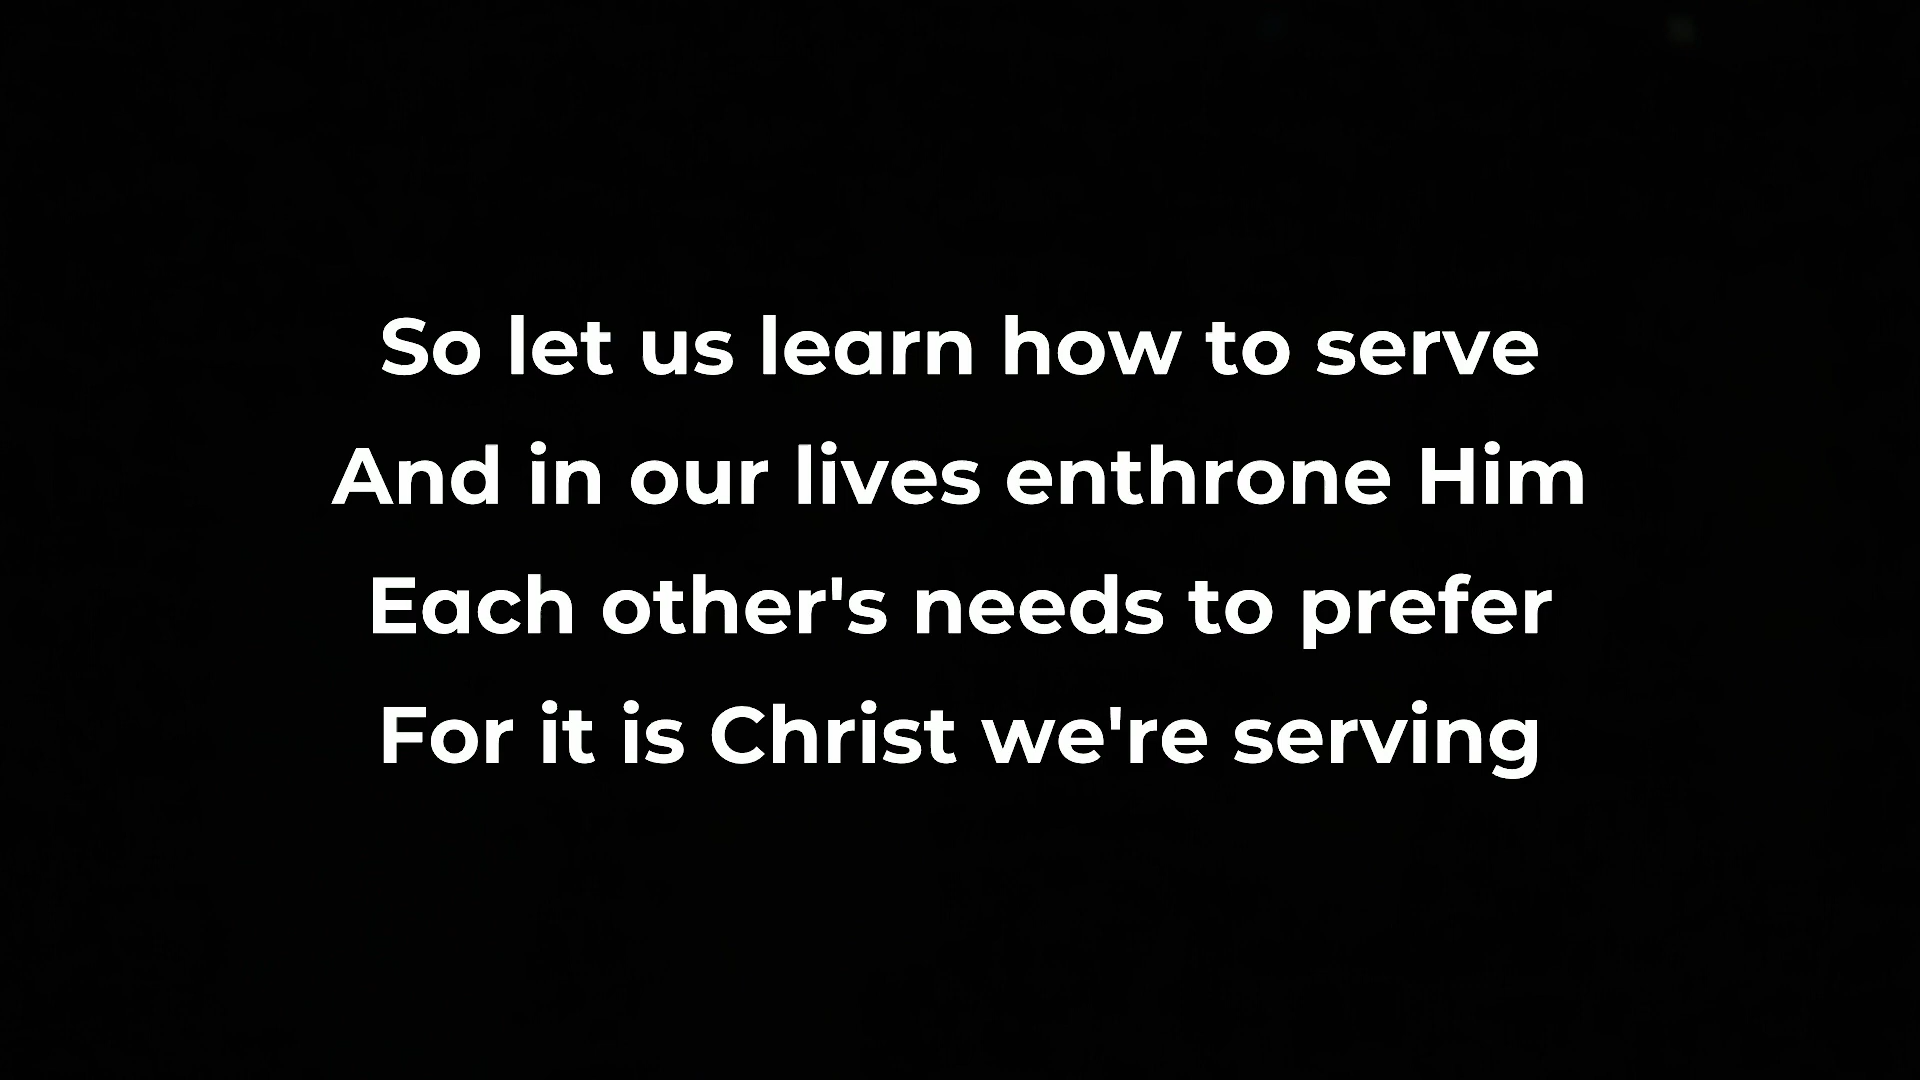 So let us learn how to serve
And in our lives enthrone Him
Each other's needs to prefer
For it is Christ we're serving